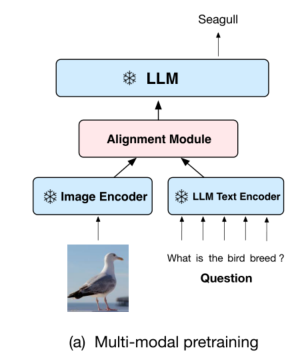 Seagull
LLM
Alignment Module
Image Encoder
LLM Text Encoder
What is the bird breed ?
Question
(a) Multi-modal pretraining